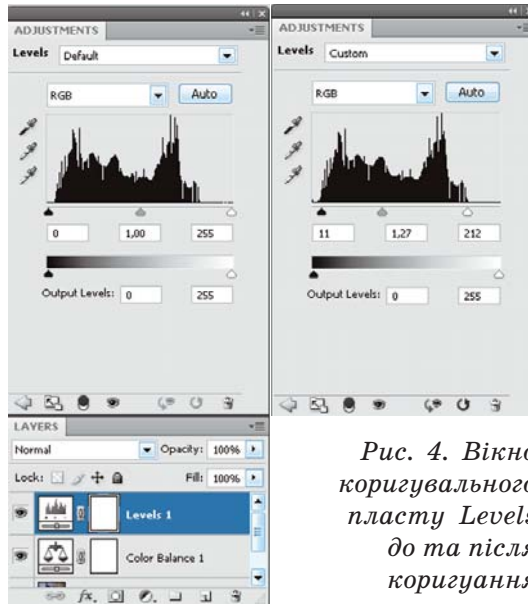 ADJUSTMENTS
Levels Default
RGB Auto
0 1,00 255
Output Levels: 0 255
ADJUSTMENTS
Levels Custom
RGB Auto
11 1,27 212
Output Levels: 0 255
LAYERS
Normal Opacity: 100%
Lock: Fill: 100%
Levels 1
Color Balance 1
fx.
Рис. 4. Вікно
коригувального
пласту Levels
до та після
коригуання